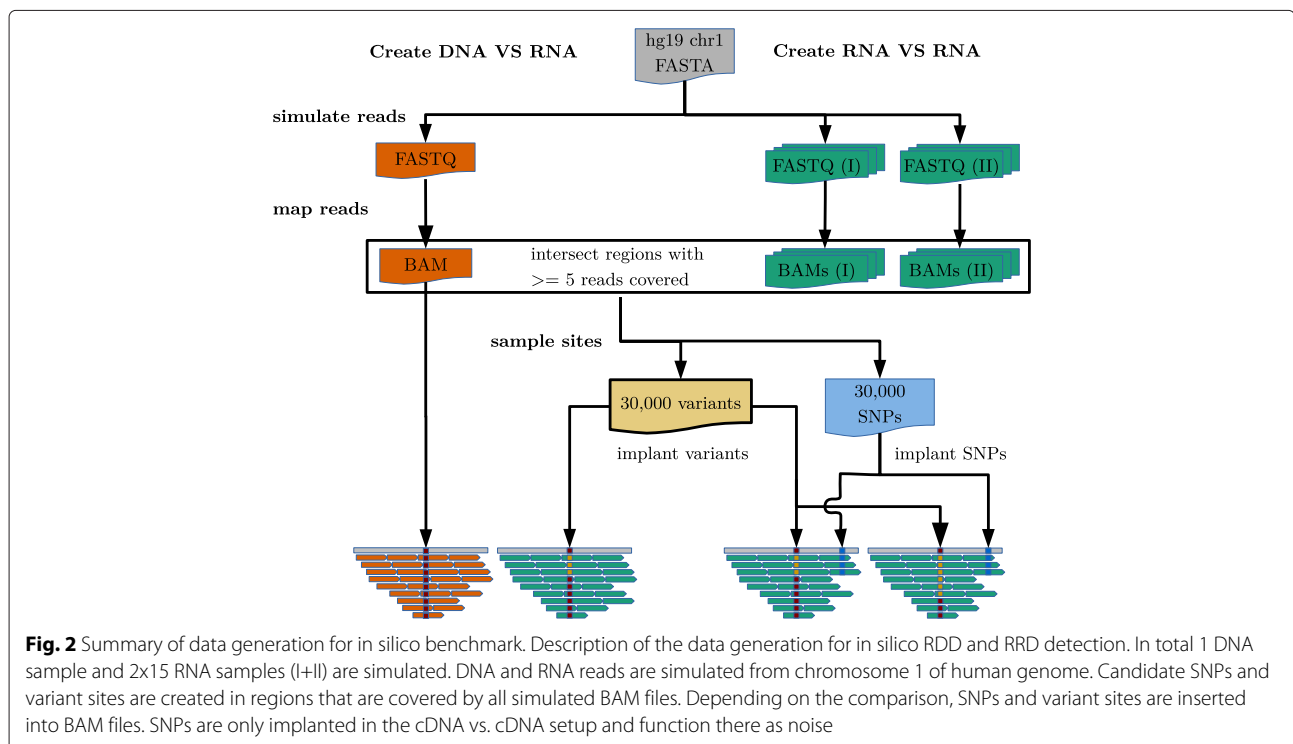 Create DNA VS RNA
hg19 chr1
FASTA
Create RNA VS RNA
simulate reads
FASTQ
FASTQ (I)
FASTQ (II)
map reads
BAM
intersect regions with
>= 5 reads covered
BAMs (I)
BAMs (II)
sample sites
30,000 variants
30,000
SNPs
implant variants
implant SNPs
Fig. 2 Summary of data generation for in silico benchmark. Description of the data generation for in silico RDD and RRD detection. In total 1 DNA
sample and 2x15 RNA samples (I+II) are simulated. DNA and RNA reads are simulated from chromosome 1 of human genome. Candidate SNPs and
variant sites are created in regions that are covered by all simulated BAM files. Depending on the comparison, SNPs and variant sites are inserted
into BAM files. SNPs are only implanted in the cDNA vs. cDNA setup and function there as noise